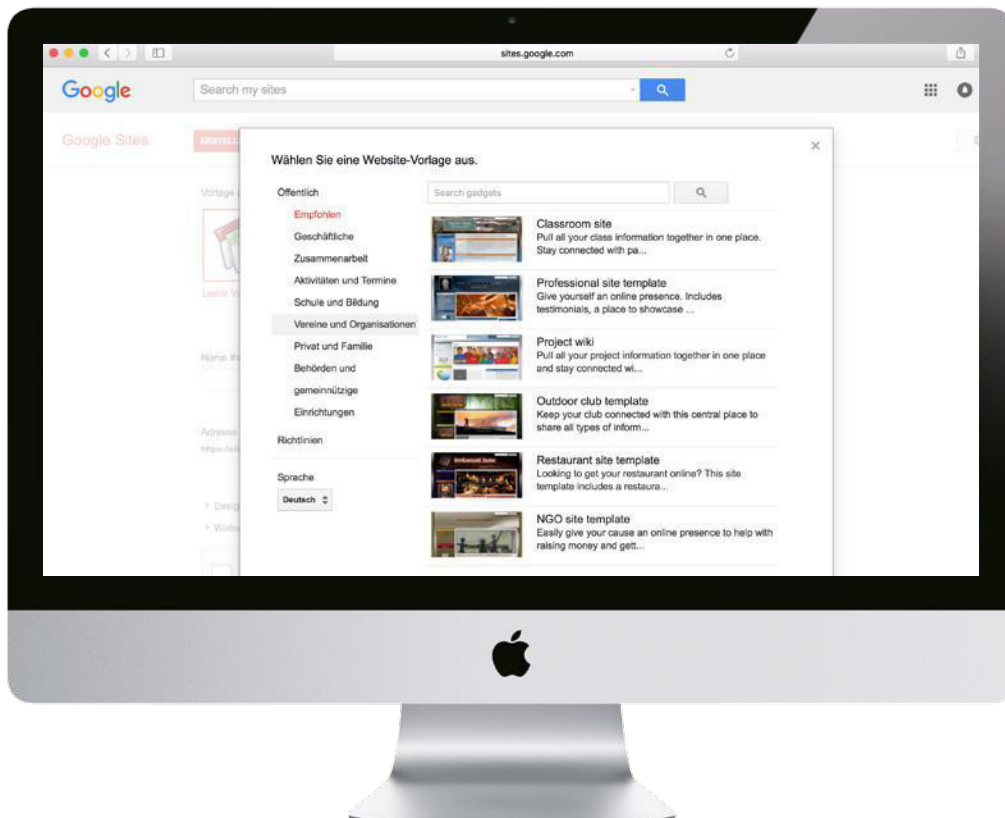 sites.google.com
Google
Search my sites
Google Sites
Wählen Sie eine Website-Vorlage aus.
Öffentlich
Empfohlen
Geschäftliche
Zusammenarbeit
Aktivitäten und Termine
Schule und Bildung
Vereine und Organisationen
Privat und Familie
Behörden und
gemeinnützige
Einrichtungen
Richtlinien
Sprache
Deutsch
Search gadgets
Classroom site
Pull all your class information together in one place.
Stay connected with pa...
Professional site template
Give yourself an online presence. Includes
testimonials, a place to showcase ...
Project wiki
Pull all your project information together in one place
and stay connected wi...
Outdoor club template
Keep your club connected with this central place to
share all types of inform...
Restaurant site template
Looking to get your restaurant online? This site
template includes a restaura...
NGO site template
Easily give your cause an online presence to help with
raising money and gett...
Vorlage
Name
Adresse